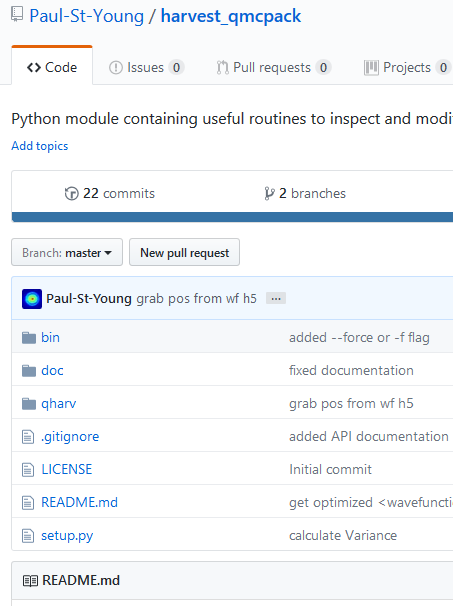 Paul-St-Young / harvest_qmcpack
Code Issues 0 Pull requests 0 Projects 0
Python module containing useful routines to inspect and modi
Add topics
22 commits 2 branches
Branch: master New pull request
Paul-St-Young grab pos from wf h5 ...
bin added --force or -f flag
doc fixed documentation
qharv grab pos from wf h5
.gitignore added API documentation
LICENSE Initial commit
README.md get optimized <wavefuncti
setup.py calculate Variance
README.md